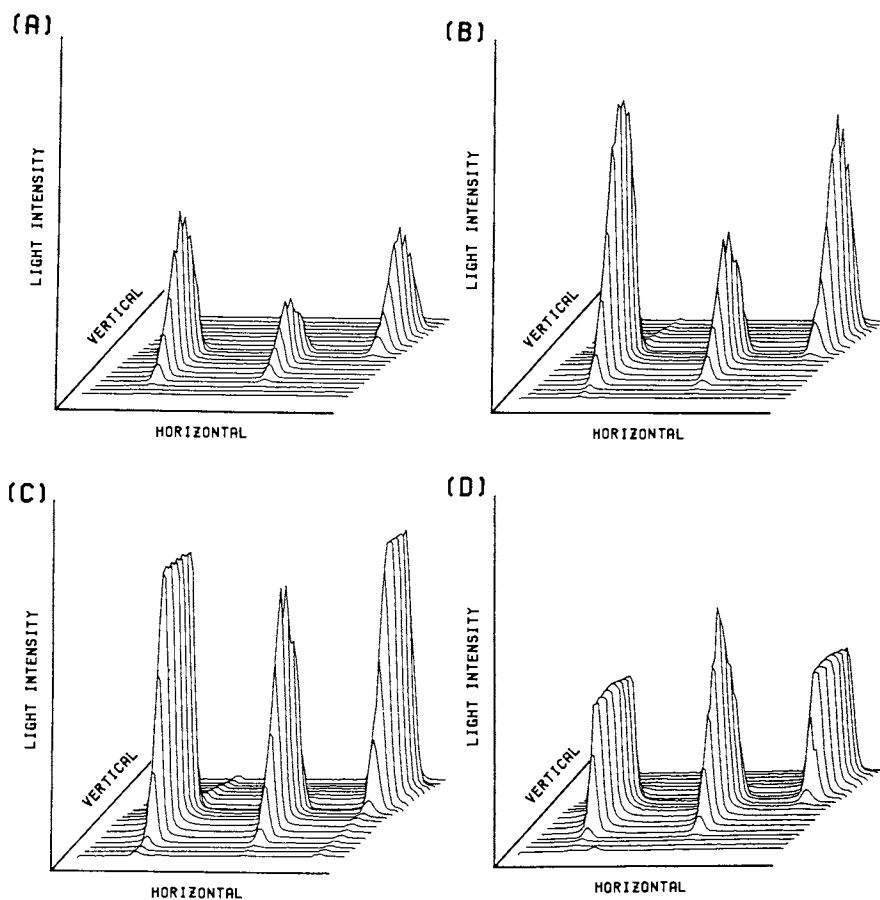 (A)
LIGHT INTENSITY
VERTICAL
HORIZONTAL
(B)
LIGHT INTENSITY
VERTICAL
HORIZONTAL
(C)
LIGHT INTENSITY
VERTICAL
HORIZONTAL
(D)
LIGHT INTENSITY
VERTICAL
HORIZONTAL